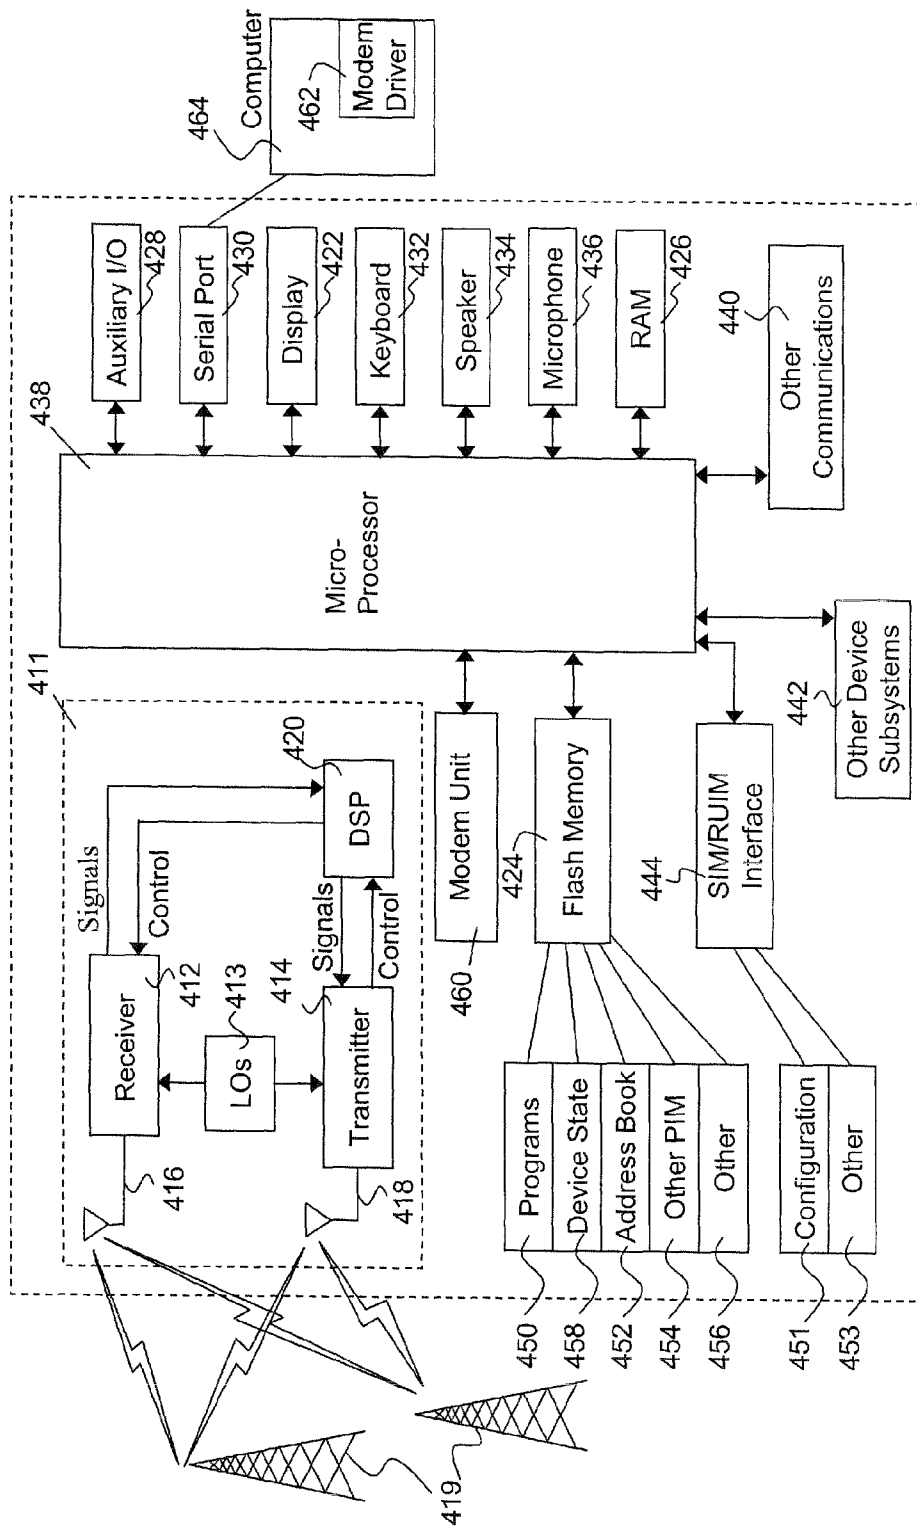 411
Signals
Control
Receiver
412
416
LOs
413
414
Transmitter
418
Signals
Control
DSP
420
419
438
Micro-
Processor
Auxiliary I/O
428
Serial Port
430
Display
422
Keyboard
432
Speaker
434
Microphone
436
RAM
426
464
Computer
462
Modem
Driver
Modem Unit
460
Flash Memory
424
Programs
Device State
Address Book
Other PIM
Other
450
458
452
454
456
SIM/RUIM
Interface
444
Configuration
Other
451
453
Other Device
Subsystems
442
Other
Communications
440